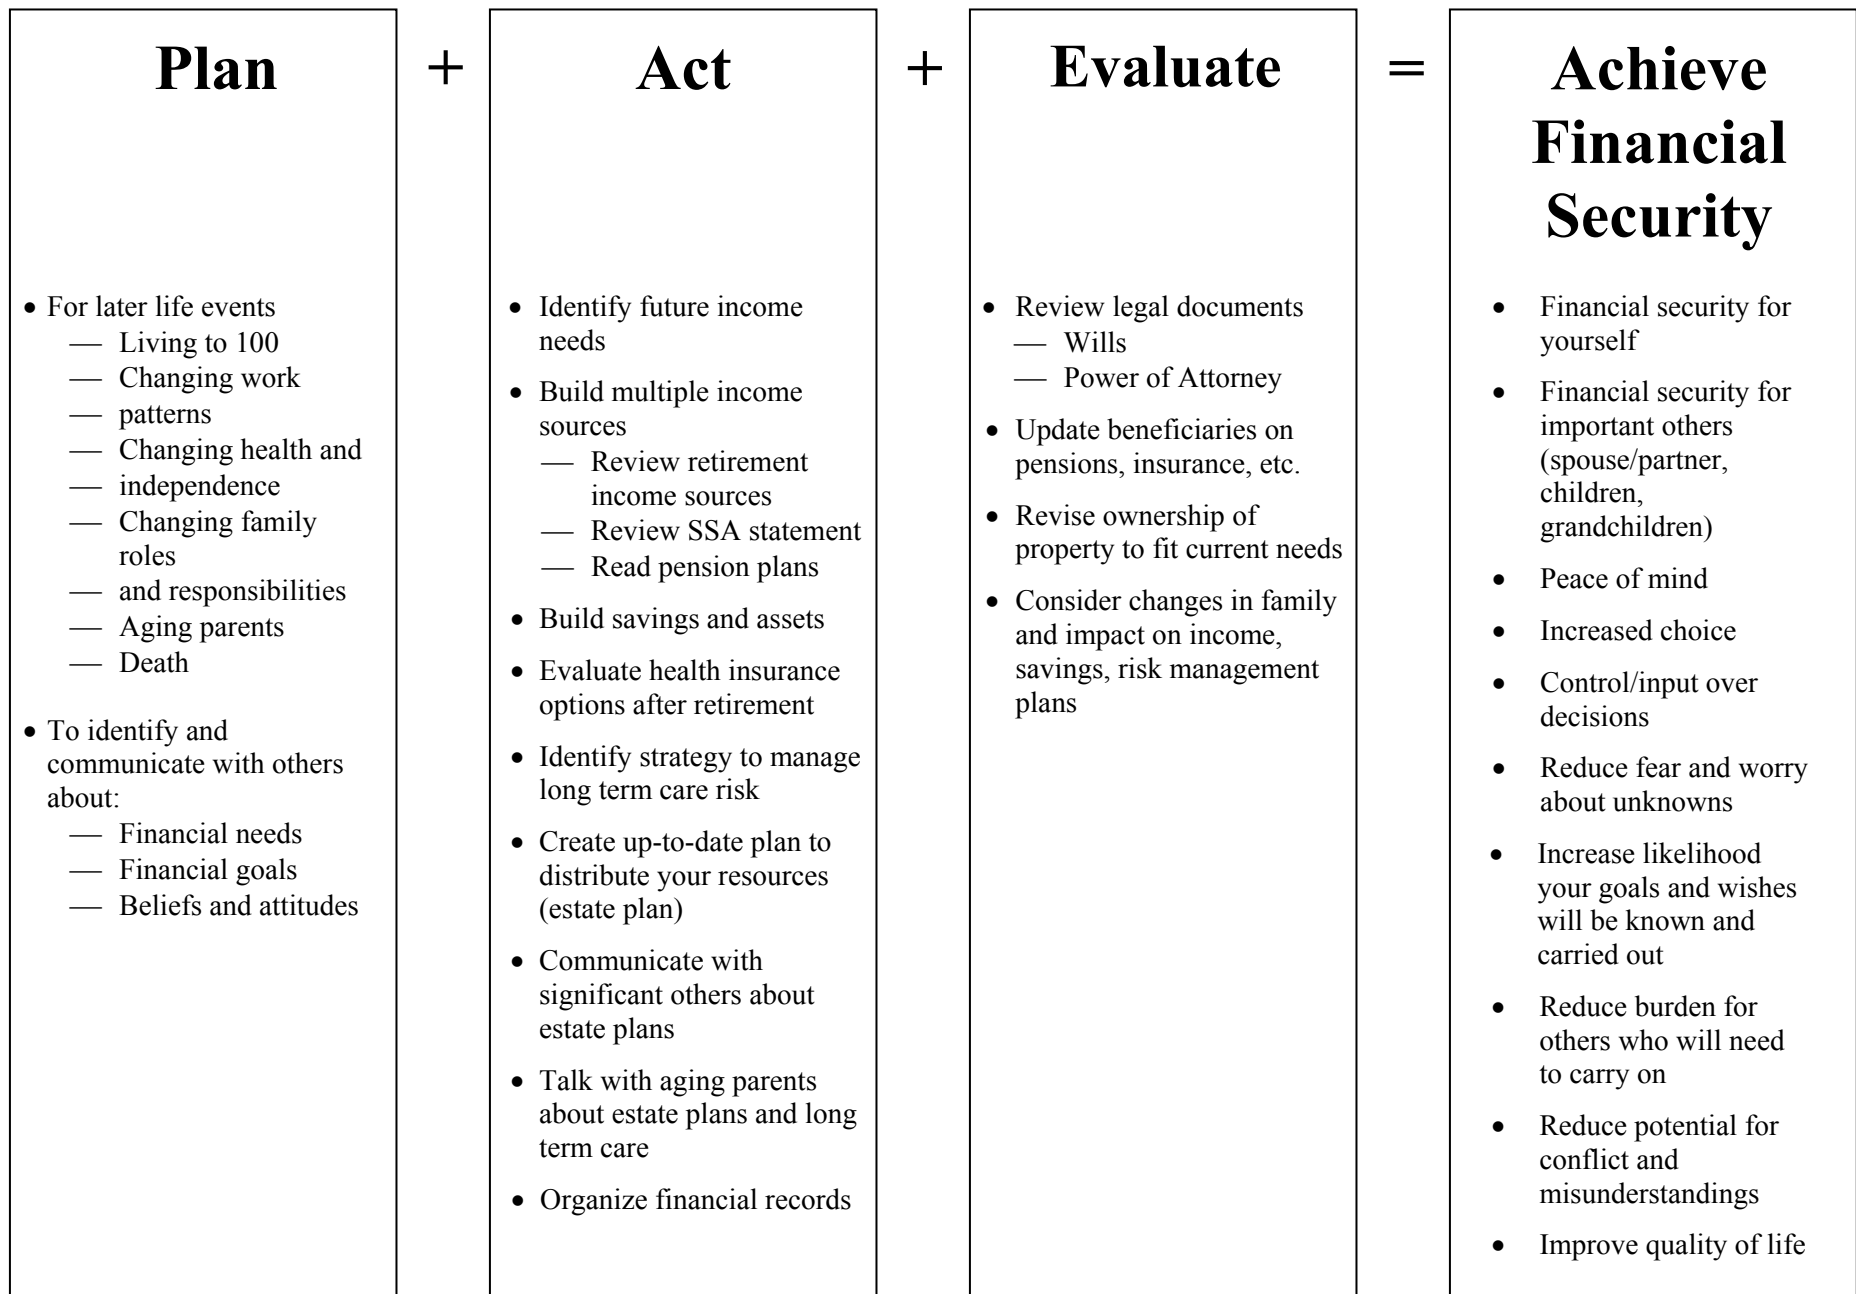 Plan
+
Act
+
Evaluate
=
Achieve
Financial
Security
• For later life events
— Living to 100
— Changing work
— patterns
— Changing health and
— independence
— Changing family
roles
— and responsibilities
— Aging parents
— Death
• To identify and
communicate with others
about:
— Financial needs
— Financial goals
— Beliefs and attitudes
• Identify future income
needs
• Build multiple income
sources
— Review retirement
income sources
— Review SSA statement
— Read pension plans
• Build savings and assets
• Evaluate health insurance
options after retirement
• Identify strategy to manage
long term care risk
• Create up-to-date plan to
distribute your resources
(estate plan)
• Communicate with
significant others about
estate plans
• Talk with aging parents
about estate plans and long
term care
• Organize financial records
• Review legal documents
— Wills
— Power of Attorney
• Update beneficiaries on
pensions, insurance, etc.
• Revise ownership of
property to fit current needs
• Consider changes in family
and impact on income,
savings, risk management
plans
• Financial security for
yourself
• Financial security for
important others
(spouse/partner,
children,
grandchildren)
• Peace of mind
• Increased choice
• Control/input over
decisions
• Reduce fear and worry
about unknowns
• Increase likelihood
your goals and wishes
will be known and
carried out
• Reduce burden for
others who will need
to carry on
• Reduce potential for
conflict and
misunderstandings
• Improve quality of life